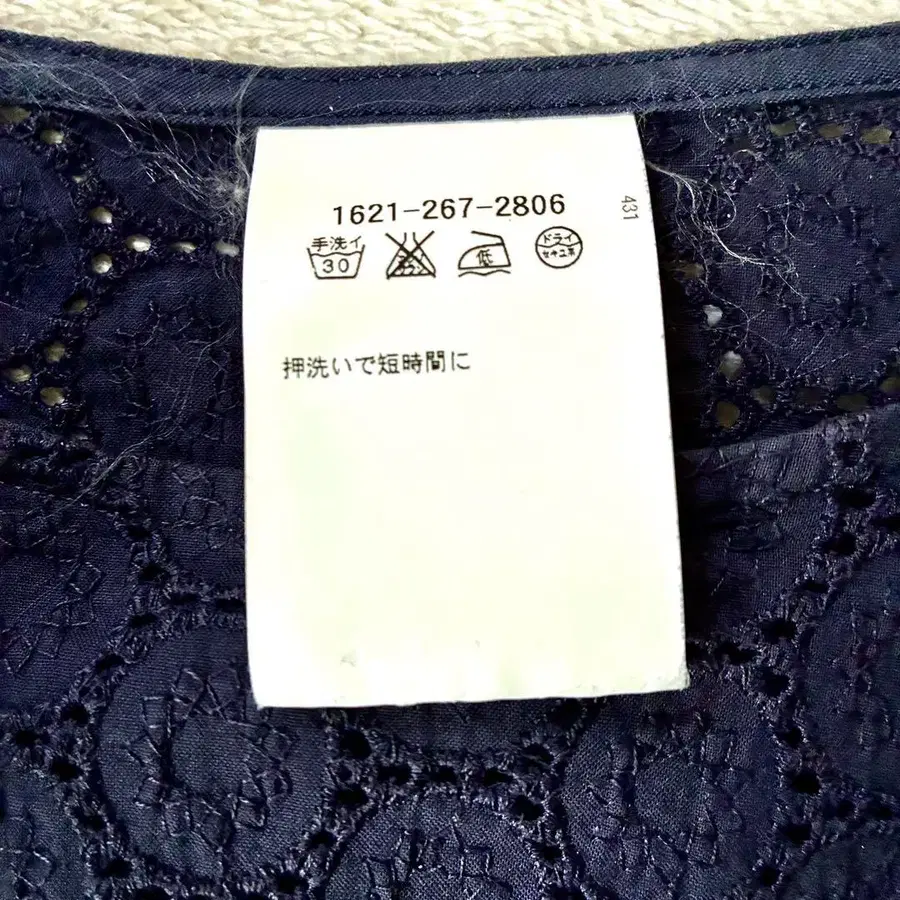 1621-267-2806
431
手洗イ
30
低
ドライ
セキユ系
押洗いで短時間に